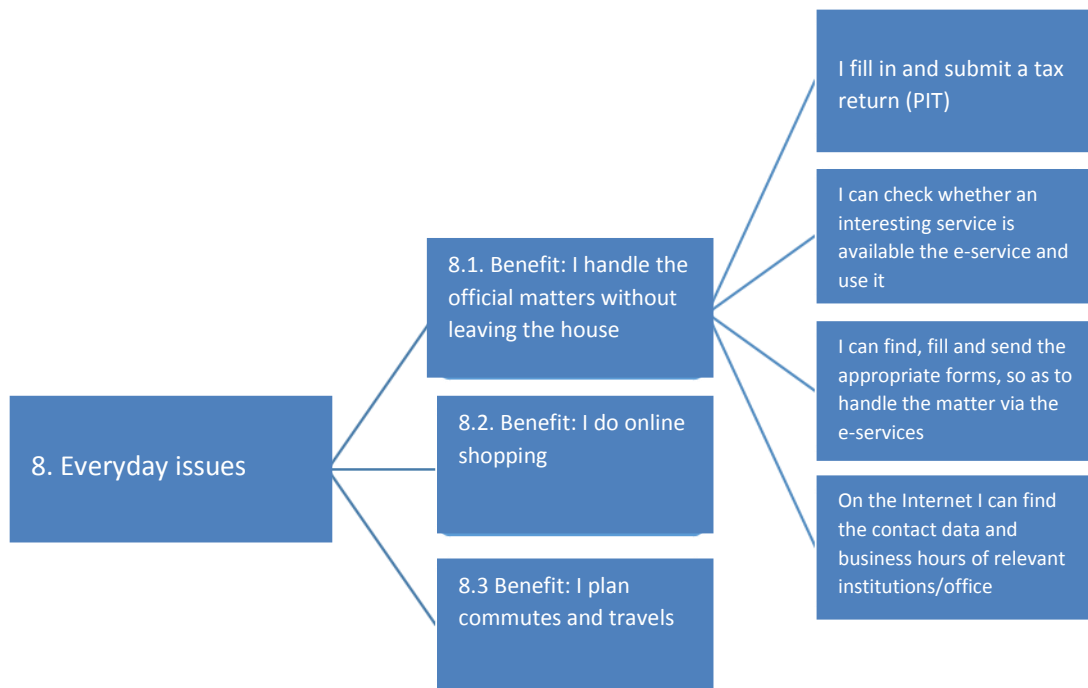 8. Everyday issues
8.1. Benefit: I handle the
official matters without
leaving the house
8.2. Benefit: I do online
shopping
8.3 Benefit: I plan
commutes and travels
I fill in and submit a tax
return (PIT)
I can check whether an
interesting service is
available the e-service and
use it
I can find, fill and send the
appropriate forms, so as to
handle the matter via the
e-services
On the Internet I can find
the contact data and
business hours of relevant
institutions/office